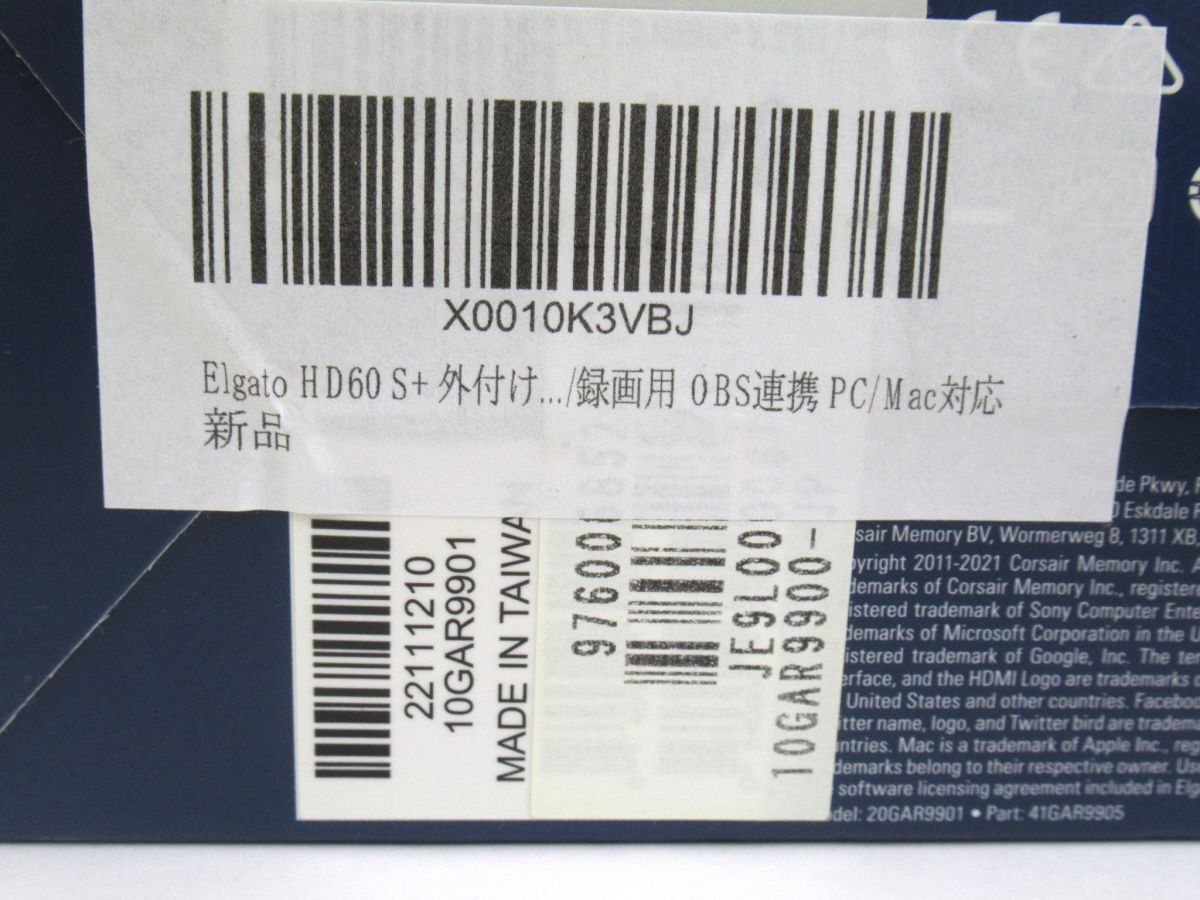 X0010K3VBJ
Elgato HD60 S+ 外付け.../録画用 OBS連携 PC/Mac対応
新品
22111210
10GAR9901
MADE IN TAIWA
97600
JE9L00
10GAR9900-
de Pkwy,
Eskdale
sair Memory BV, Wormerweg 8, 1311 XB,
yright 2011-2021 Corsair Memory Inc.
demarks of Corsair Memory Inc., register
istered trademark of Sony Computer Ente
demarks of Microsoft Corporation in the
istered trademark of Google, Inc. The ter
erface, and the HDMI Logo are trademarks
United States and other countries. Faceboo
itter name, logo, and Twitter bird are tradem
ntries. Mac is a trademark of Apple Inc., reg
demarks belong to their respective owner. Us
software licensing agreement included in Elg
del: 20GAR9901 • Part: 41GAR9905